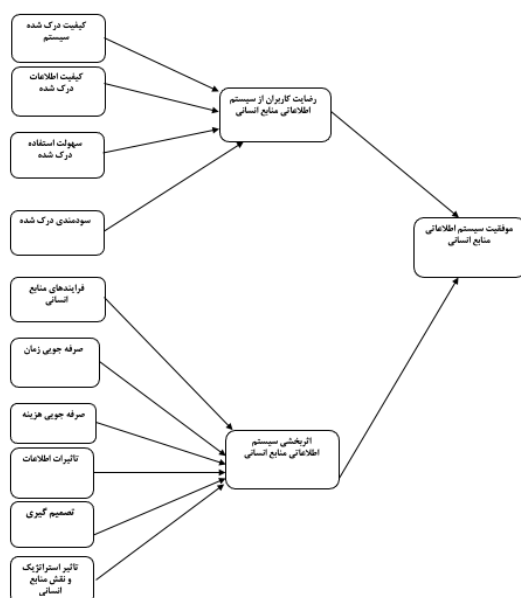 کیفیت درک شده
سیستم
کیفیت اطلاعات
درک شده
سهولت استفاده
درک شده
سودمندی درک شده
رضایت کاربران از سیستم
اطلاعاتی منابع انسانی
موفقیت سیستم اطلاعاتی
منابع انسانی
فرایندهای منابع
انسانی
صرفه جویی زمان
صرفه جویی هزینه
تاثیرات اطلاعات
تصمیم گیری
تاثیر استراتژیک
و نقش منابع
انسانی
اثربخشی سیستم
اطلاعاتی منابع انسانی